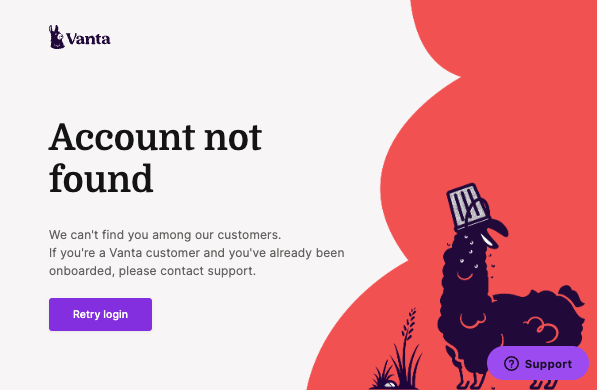 Vanta
Account not
found
We can't find you among our customers.
If you're a Vanta customer and you've already been
onboarded, please contact support.
Retry login
Support